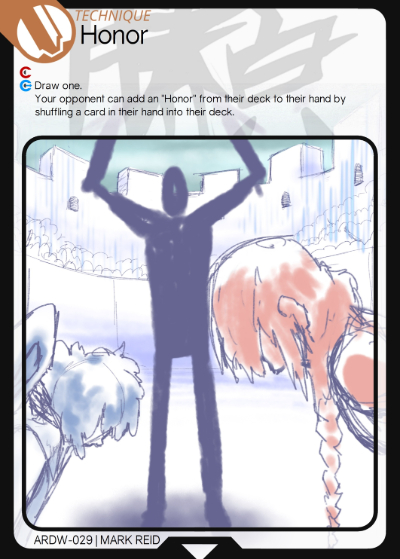 TECHNIQUE
Honor
C
C Draw one.
Your opponent can add an "Honor" from their deck to their hand by
shuffling a card in their hand into their deck.
ARDW-029 | MARK REID